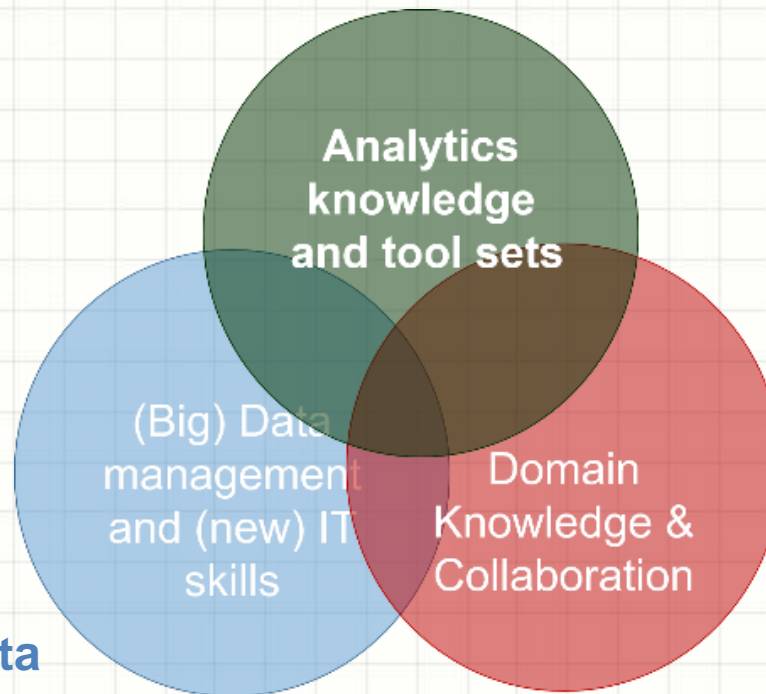 Analytics
knowledge
and tool sets
(Big) Data
management
and (new) IT
skills
Domain
Knowledge &
Collaboration
ta